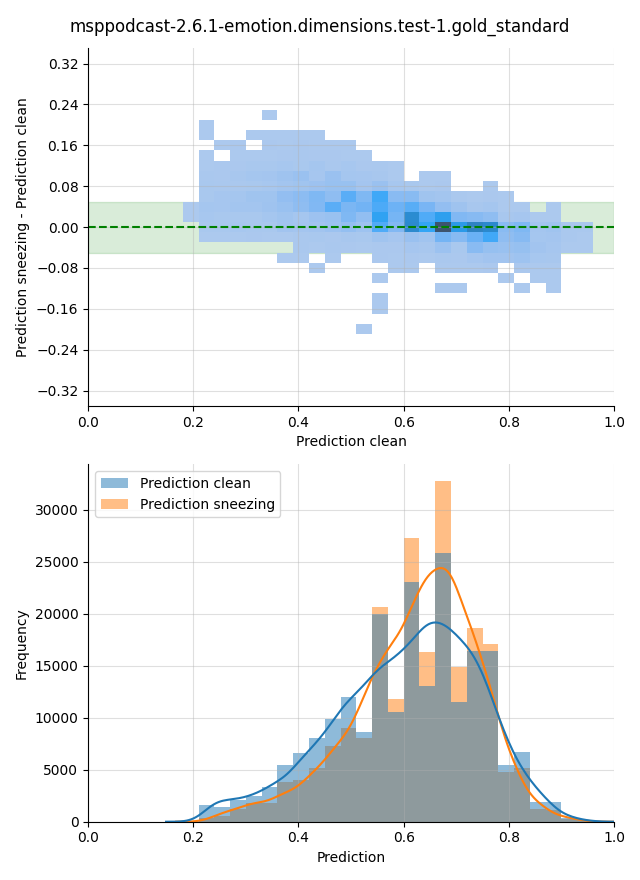 msppodcast-2.6.1-emotion.dimensions.test-1.gold_standard
0.32
0.24
0.16
0.08
0.00
−0.08
−0.16
−0.24
−0.32
Prediction sneezing - Prediction clean
0.0 0.2 0.4 0.6 0.8 1.0
Prediction clean
Prediction clean
Prediction sneezing
30000
25000
20000
15000
10000
5000
0
Frequency
0.0 0.2 0.4 0.6 0.8 1.0
Prediction